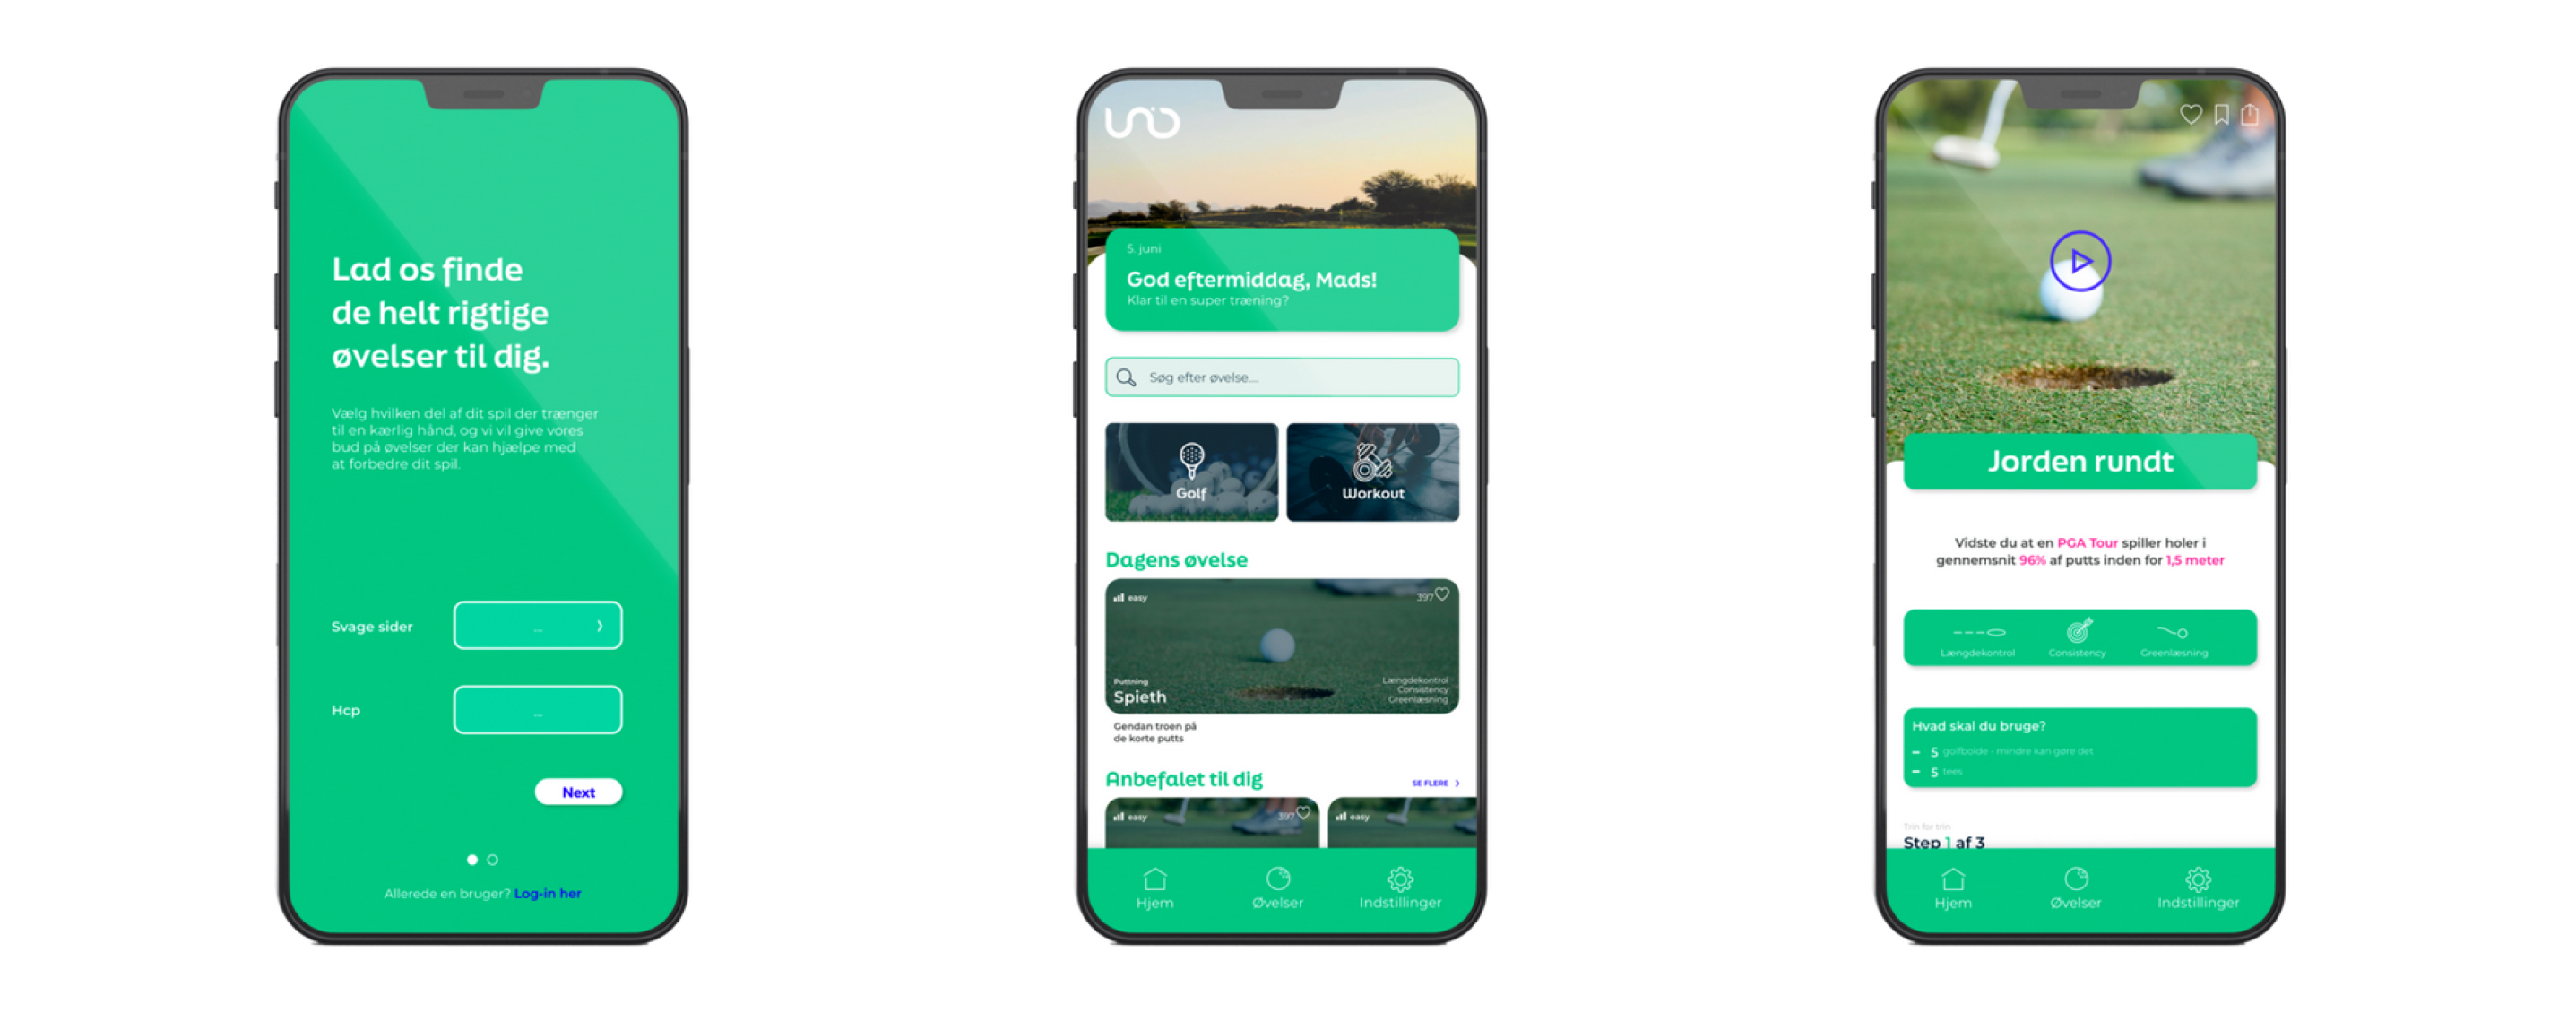 Lad os finde
de helt rigtige
øvelser til dig.
Vælg hvilken del af dit spil der trænger
til en kærlig hånd, og vi vil give vores
bud på øvelser der kan hjælpe med
at forbedre dit spil.
Svage sider ...
Hcp ...
Next
Allerede en bruger? Log-in her
5. juni
God eftermiddag, Mads!
Klar til en super træning?
Søg efter øvelse...
Golf
Workout
Dagens øvelse
easy
397
Puttning
Spieth
Længdekontrol
Consistency
Greenlæsning
Gendan troen på
de korte putts
Anbefalet til dig
SE FLERE
easy
397
easy
Hjem
Øvelser
Indstillinger
Jorden rundt
Vidste du at en PGA Tour spiller holer i
gennemsnit 96% af putts inden for 1,5 meter
Længdekontrol
Consistency
Greenlæsning
Hvad skal du bruge?
- 5 golfbolde - mindre kan gøre det
- 5 tees
Trin for trin
Step 1 af 3
Hjem
Øvelser
Indstillinger